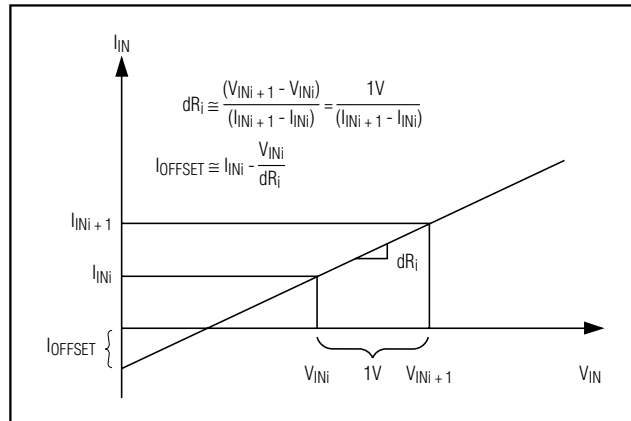 I_IN
dR_i ≅ (V_INi + 1 - V_INi) / (I_INi + 1 - I_INi) = 1V / (I_INi + 1 - I_INi)
I_OFFSET ≅ I_INi - V_INi / dR_i
I_INi + 1
I_INi
dR_i
I_OFFSET
V_INi 1V V_INi + 1 V_IN